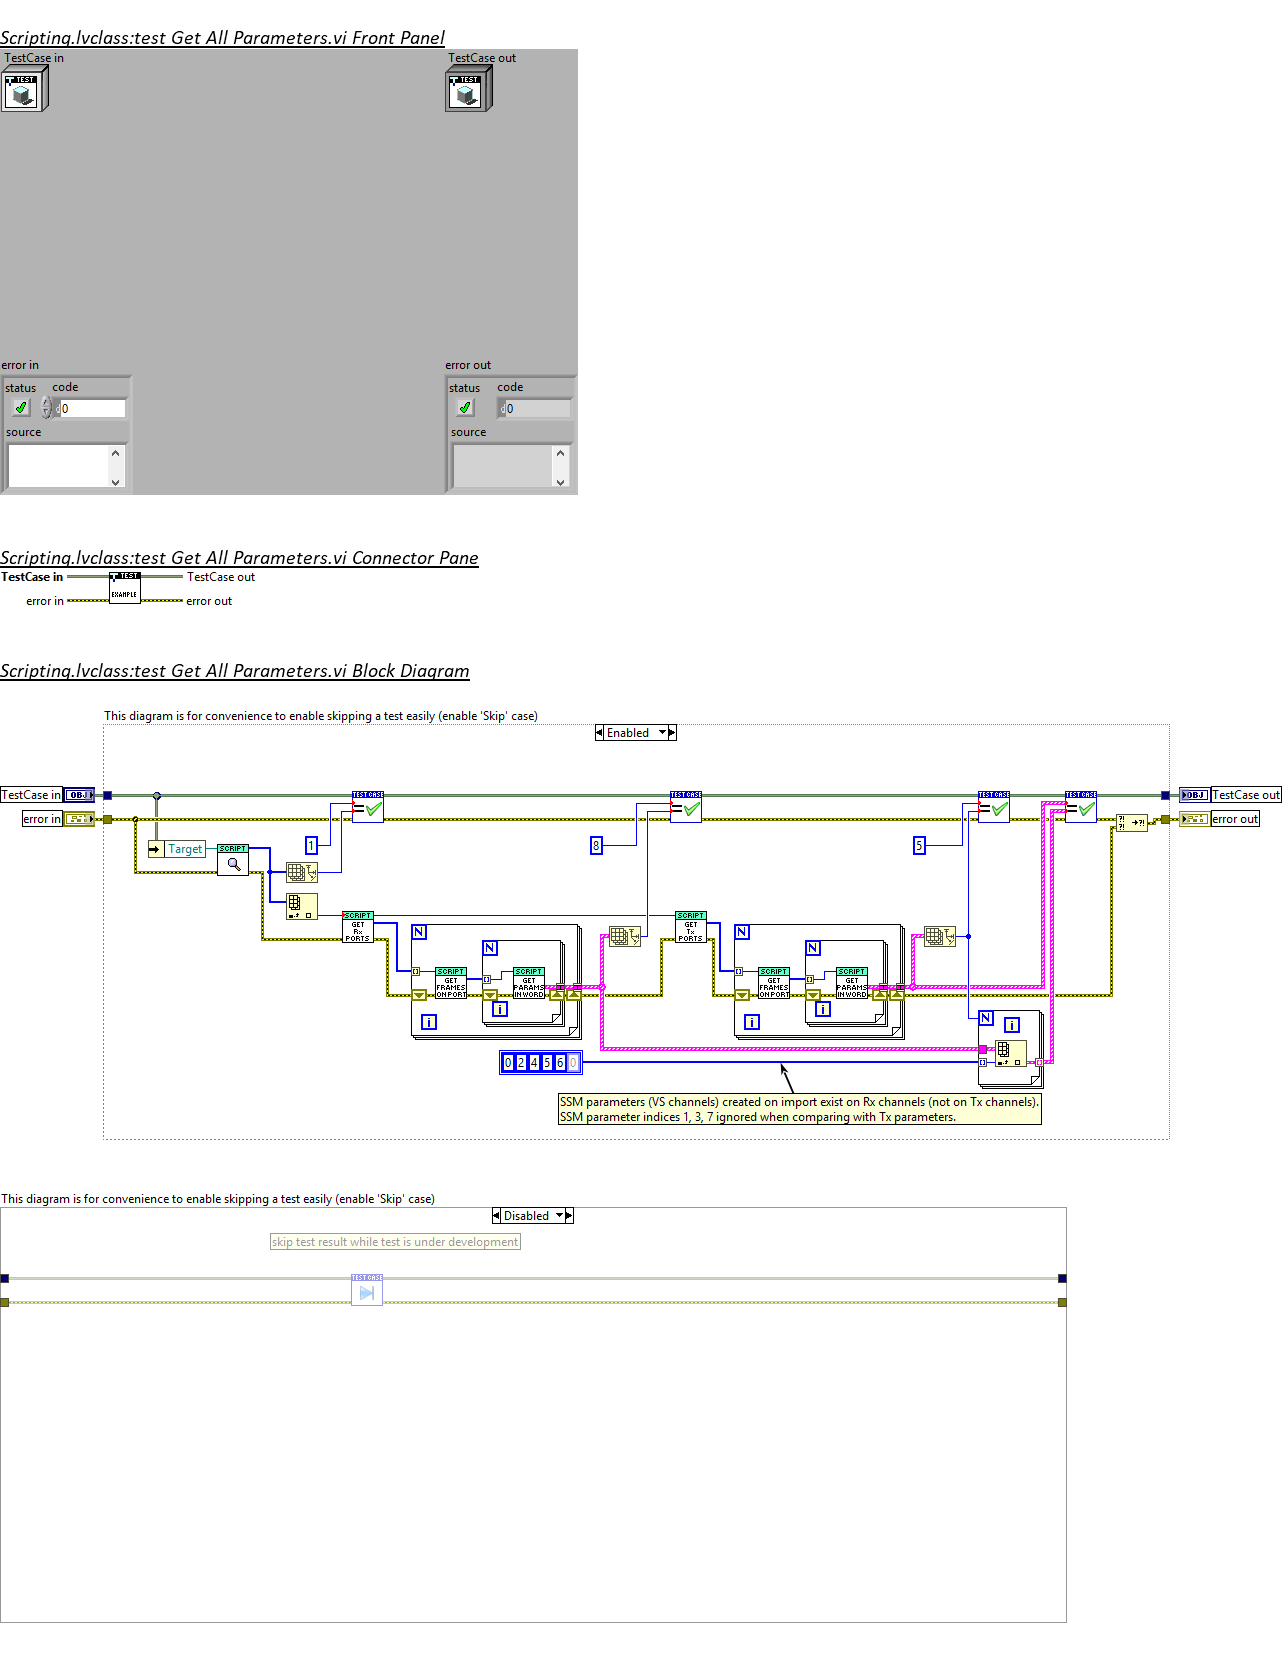 Scripting.lvclass:test Get All Parameters.vi Front Panel
TestCase in
TestCase out
TEST
TEST
error in
error out
status
code
status
code
d0
d0
source
source
Scripting.lvclass:test Get All Parameters.vi Connector Pane
TestCase in
TEST
EXAMPLE
TestCase out
error in
error out
Scripting.lvclass:test Get All Parameters.vi Block Diagram
This diagram is for convenience to enable skipping a test easily (enable 'Skip' case)
Enabled
TestCase in
OBJ
TEST CASE
TEST CASE
TEST CASE
TEST CASE
OBJ
TestCase out
error in
error out
1
8
5
Target
SCRIPT
SCRIPT
GET
Rx
PORTS
SCRIPT
GET
Tx
PORTS
N
N
SCRIPT
GET
FRAMES
ON PORT
SCRIPT
GET
PARAMS
IN WORD
i
i
N
N
SCRIPT
GET
FRAMES
ON PORT
SCRIPT
GET
PARAMS
IN WORD
i
i
N
i
0 2 4 5 6 0
SSM parameters (VS channels) created on import exist on Rx channels (not on Tx channels).
SSM parameter indices 1, 3, 7 ignored when comparing with Tx parameters.
This diagram is for convenience to enable skipping a test easily (enable 'Skip' case)
Disabled
skip test result while test is under development
TEST CASE